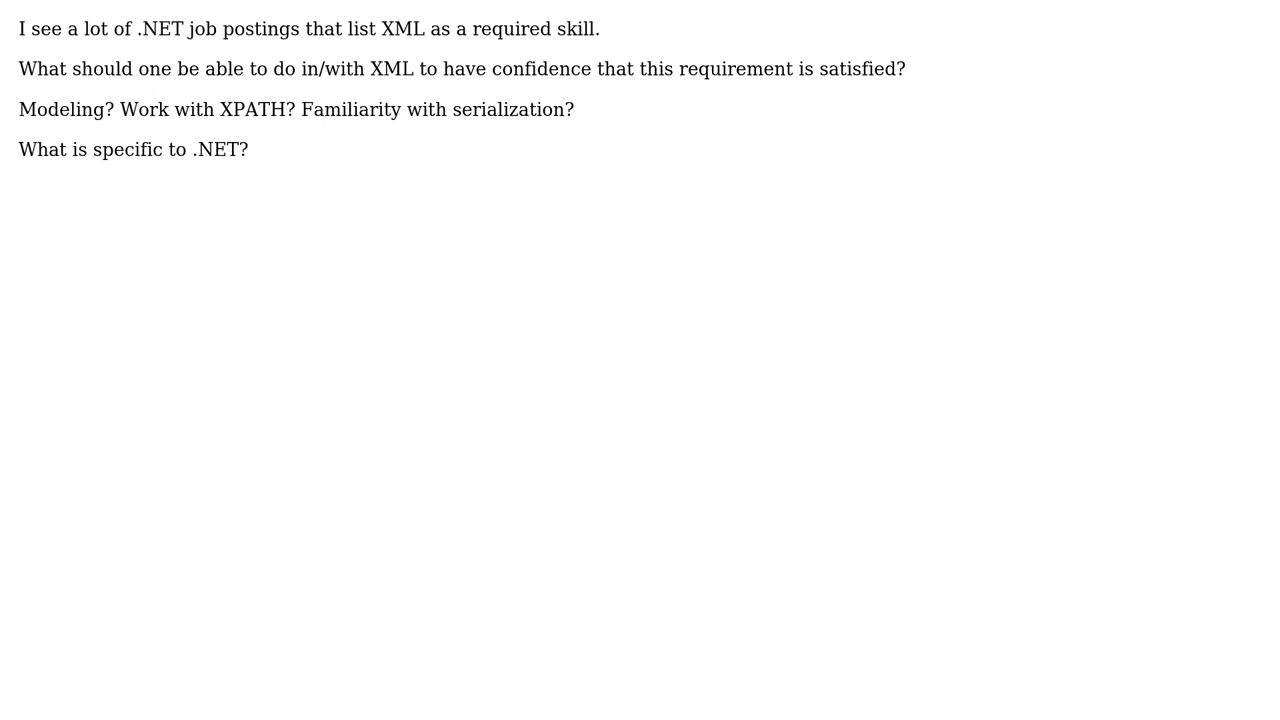 I see a lot of .NET job postings that list XML as a required skill.
What should one be able to do in/with XML to have confidence that this requirement is satisfied?
Modeling? Work with XPATH? Familiarity with serialization?
What is specific to .NET?